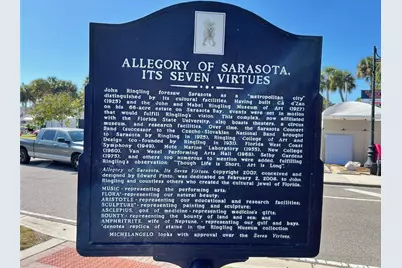 ALLEGORY OF SARASOTA,
ITS SEVEN VIRTUES
John Ringling foresaw Sarasota as a "metropolitan city"
distinguished by its cultural facilities. Having built Cà d'Zan
(1925) and the John and Mabel Ringling Museum of Art (1927)
on his 66-acre estate on Sarasota Bay, events were set in motion
that would fulfill Ringling's vision. This complex, now affiliated
with the Florida State University, also boasts a theatre, a circus
museum, and research facilities. Over time, the Sarasota Concert
Band (successor to the Czecho-Slovakian National Band brought
to Sarasota by Ringling in 1925), Ringling College of Art and
Design (co-founded by Ringling in 1931), Florida West Coast
Symphony (1949), Mote Marine Laboratory (1955), New College
(1960), Van Wezel Performing Arts Hall (1968), Selby Gardens
(1975), and others too numerous to mention were added, fulfilling
Ringling's observation, "Though Life is Short, Art is Long".
Allegory of Sarasota, Its Seven Virtues, copyright 2007, conceived and
designed by Edward Pinto, was dedicated on February 2, 2008, to John
Ringling and countless others who created the cultural jewel of Florida.
MUSIC -representing the performing arts;
FLORA -representing our natural beauty;
ARISTOTLE -representing our educational and research facilities;
SCULPTURE -representing painting and sculpture;
ASCLEPIUS, god of medicine - representing medicine's gifts;
BOUNTY -representing the bounty of land and sea; and
AMPHITRITE, wife of Neptune, -representing our gulf and bays.
denotes replica of statue in the Ringling Museum collection
MICHELANGELO looks with approval over the Seven Virtues.